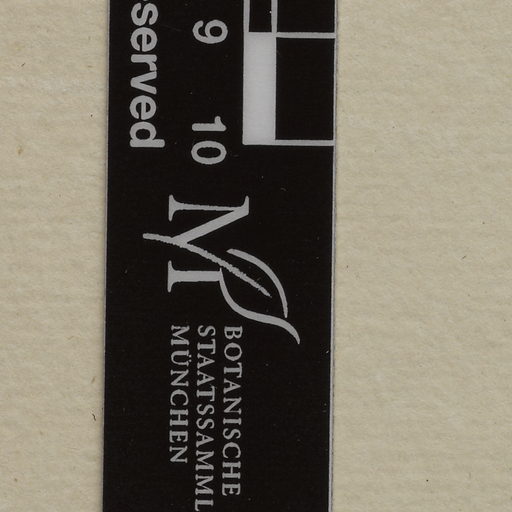 served
9 10
M
BOTANISCHE
STAATSSAMML
MÜNCHEN